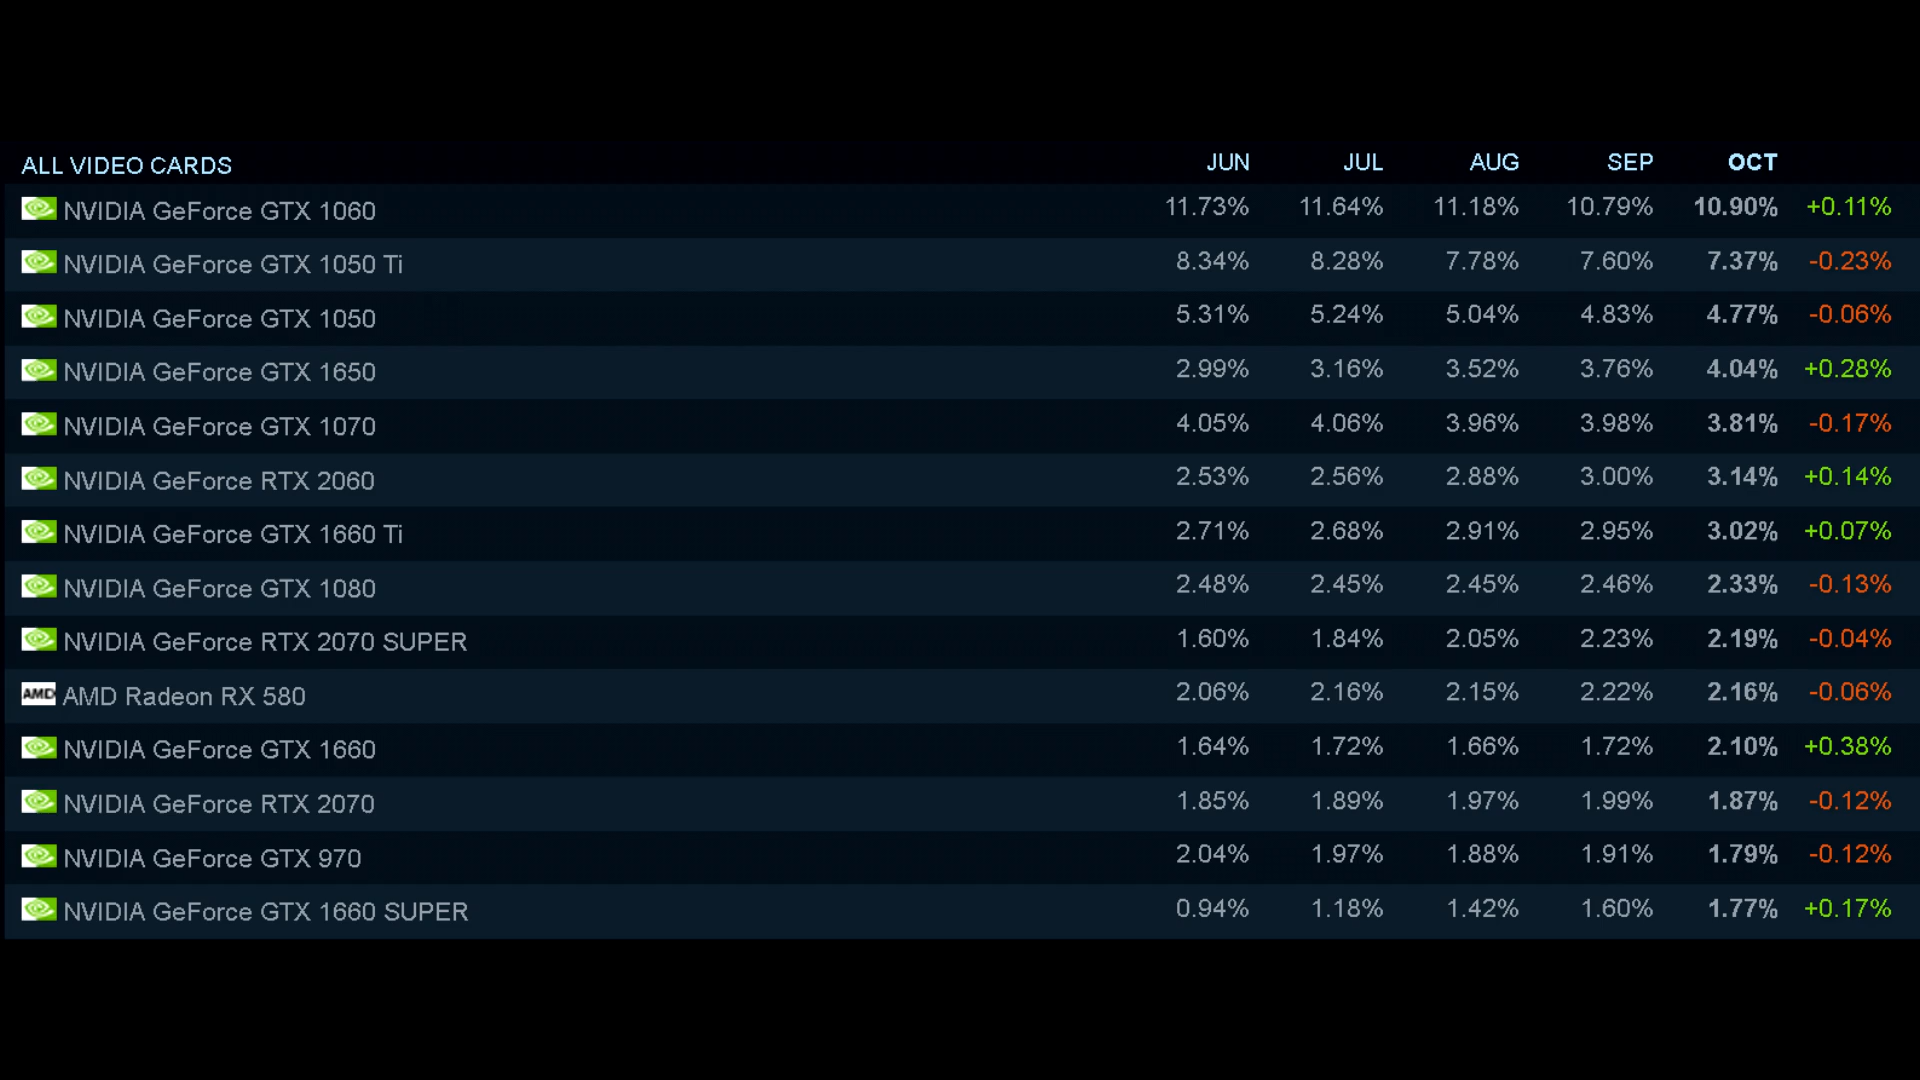 ALL VIDEO CARDS JUN JUL AUG SEP OCT
NVIDIA GeForce GTX 1060 11.73% 11.64% 11.18% 10.79% 10.90% +0.11%
NVIDIA GeForce GTX 1050 Ti 8.34% 8.28% 7.78% 7.60% 7.37% -0.23%
NVIDIA GeForce GTX 1050 5.31% 5.24% 5.04% 4.83% 4.77% -0.06%
NVIDIA GeForce GTX 1650 2.99% 3.16% 3.52% 3.76% 4.04% +0.28%
NVIDIA GeForce GTX 1070 4.05% 4.06% 3.96% 3.98% 3.81% -0.17%
NVIDIA GeForce RTX 2060 2.53% 2.56% 2.88% 3.00% 3.14% +0.14%
NVIDIA GeForce GTX 1660 Ti 2.71% 2.68% 2.91% 2.95% 3.02% +0.07%
NVIDIA GeForce GTX 1080 2.48% 2.45% 2.45% 2.46% 2.33% -0.13%
NVIDIA GeForce RTX 2070 SUPER 1.60% 1.84% 2.05% 2.23% 2.19% -0.04%
AMD AMD Radeon RX 580 2.06% 2.16% 2.15% 2.22% 2.16% -0.06%
NVIDIA GeForce GTX 1660 1.64% 1.72% 1.66% 1.72% 2.10% +0.38%
NVIDIA GeForce RTX 2070 1.85% 1.89% 1.97% 1.99% 1.87% -0.12%
NVIDIA GeForce GTX 970 2.04% 1.97% 1.88% 1.91% 1.79% -0.12%
NVIDIA GeForce GTX 1660 SUPER 0.94% 1.18% 1.42% 1.60% 1.77% +0.17%